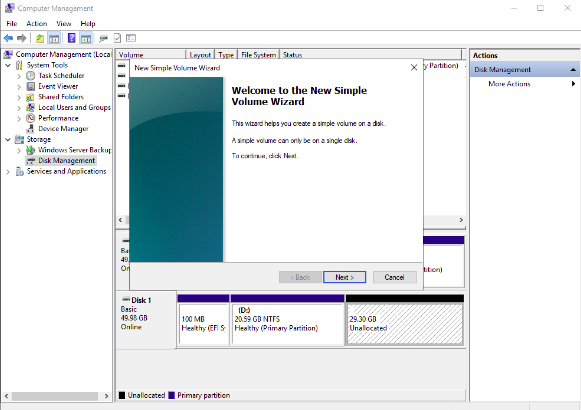 Computer Management
File Action View Help
Computer Management (Local
System Tools
Task Scheduler
Event Viewer
Shared Folders
Local Users and Groups
Performance
Device Manager
Storage
Windows Server Backup
Disk Management
Services and Applications
Volume Layout Type File System Status
ry Partition)
New Simple Volume Wizard
Welcome to the New Simple
Volume Wizard
This wizard helps you create a simple volume on a disk.
A simple volume can only be on a single disk.
To continue, click Next.
< Back Next > Cancel
Ba
49.
On
tition)
Disk 1
Basic
49.98 GB
Online
100 MB
Healthy (EFI S
(D:)
20.59 GB NTFS
Healthy (Primary Partition)
29.30 GB
Unallocated
Unallocated Primary partition
Actions
Disk Management
More Actions